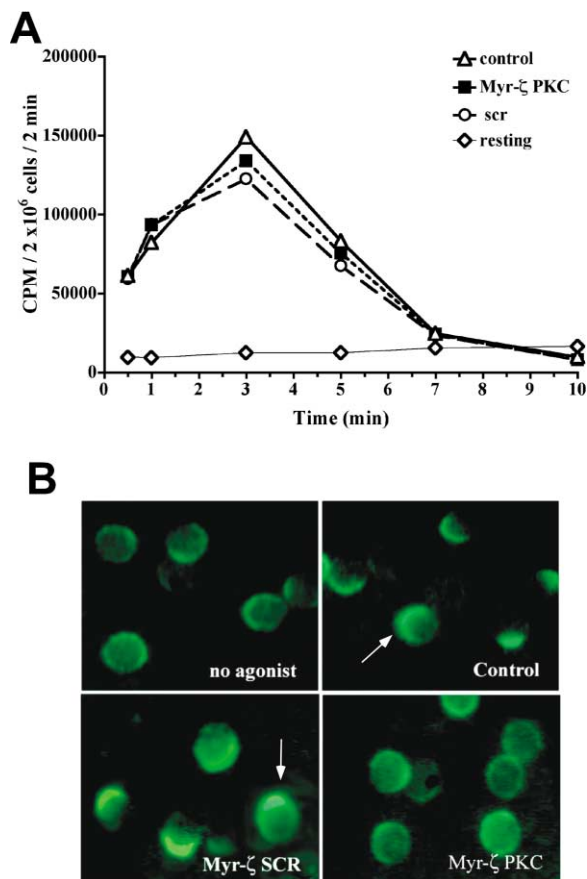 A
200000
150000
100000
50000
0
CPM / 2 x10⁶ cells / 2 min
0 1 2 3 4 5 6 7 8 9 10
Time (min)
control
Myr-ζ PKC
scr
resting
B
no agonist
Control
Myr-ζ SCR
Myr-ζ PKC